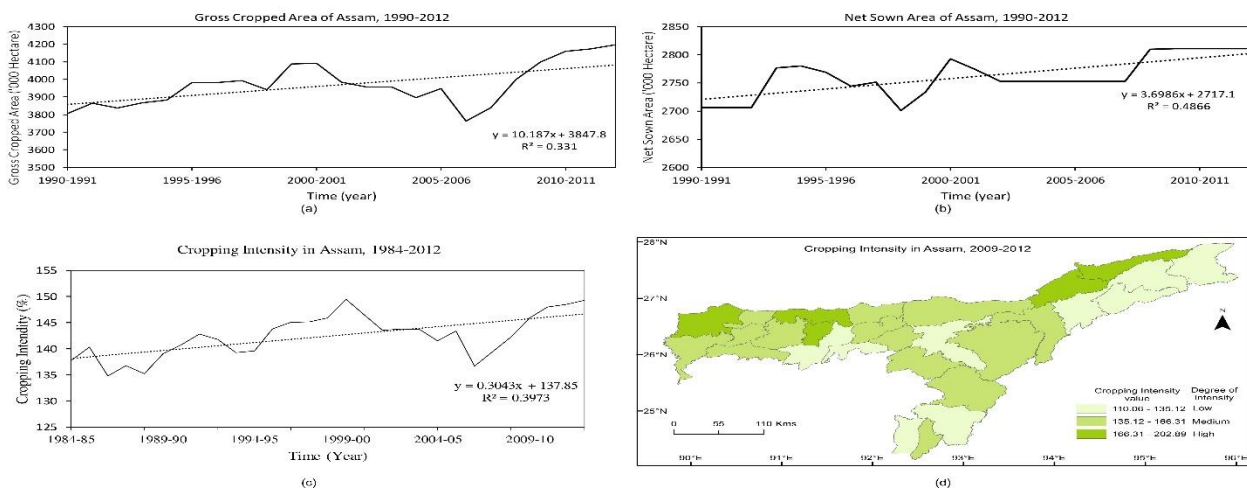 Gross Cropped Area of Assam, 1990-2012
Gross Cropped Area ('000 Hectare)
4300
4200
4100
4000
3900
3800
3700
3600
3500
y = 10.187x + 3847.8
R² = 0.331
1990-1991
1995-1996
2000-2001
2005-2006
2010-2011
Time (year)
(a)
Net Sown Area of Assam, 1990-2012
Net Sown Area ('000 Hectare)
2850
2800
2750
2700
2650
2600
y = 3.6986x + 2717.1
R² = 0.4866
1990-1991
1995-1996
2000-2001
2005-2006
2010-2011
Time (year)
(b)
Cropping Intensity in Assam, 1984-2012
Cropping Intendity (%)
155
150
145
140
135
130
125
y = 0.3043x + 137.85
R² = 0.3973
1984-85
1989-90
1994-95
1999-00
2004-05
2009-10
Time (Year)
(c)
Cropping Intensity in Assam, 2009-2012
28°N
27°N
26°N
25°N
N
Cropping Intensity value
Degree of Intensity
110.06 - 135.12 Low
135.12 - 166.31 Medium
166.31 - 202.89 High
0 55 110 Kms
90°E
91°E
92°E
93°E
94°E
95°E
96°E
(d)